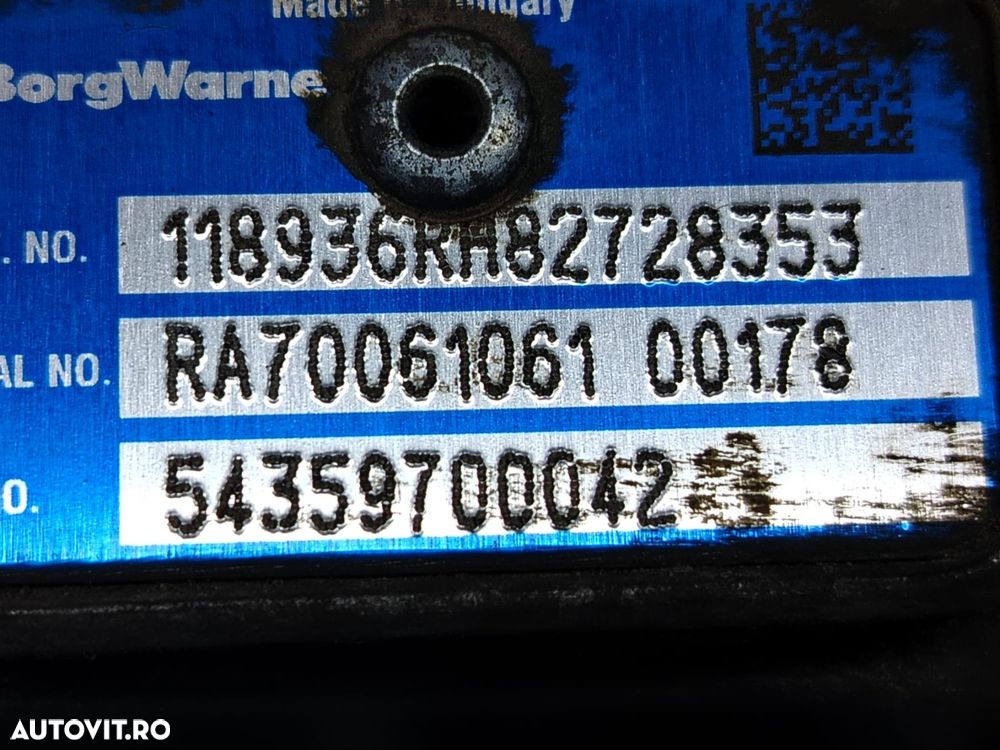 Made in Hungary
BorgWarne
. NO. 118936RH82728353
AL NO. RA70061061 00178
O. 54359700042
AUTOVIT.RO